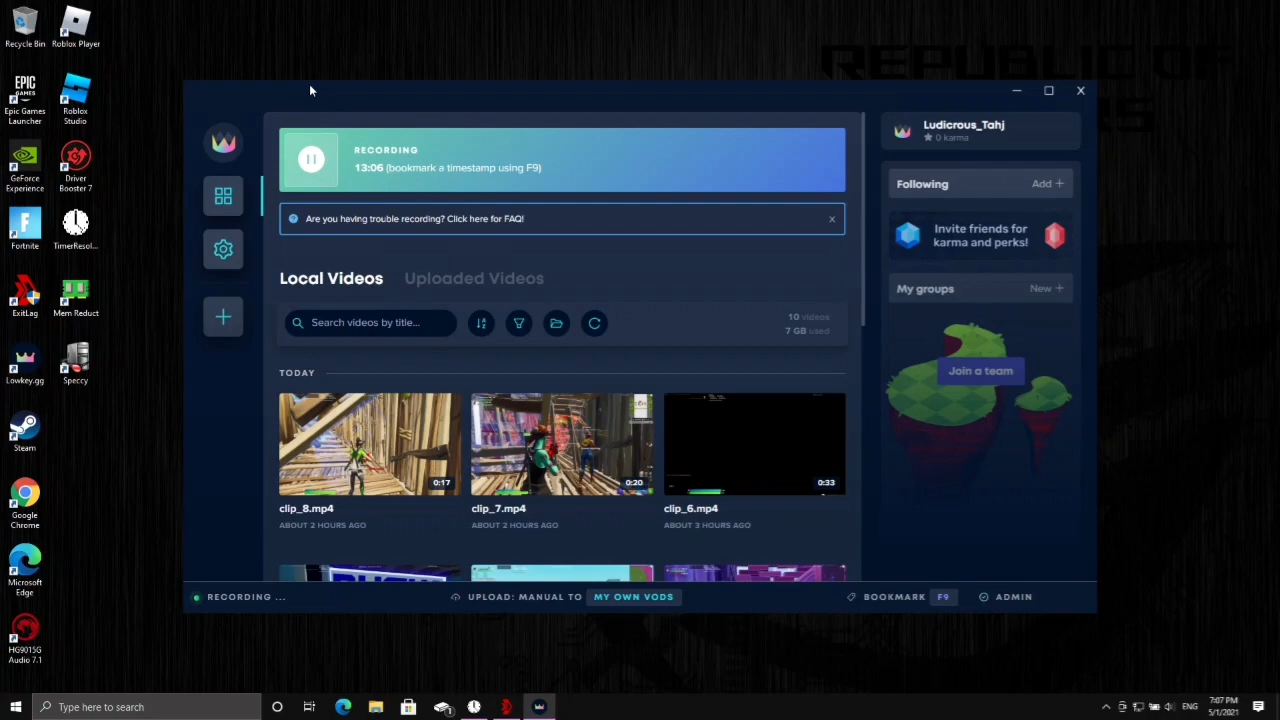 Recycle Bin
Roblox Player
EPIC
GAMES
Epic Games
Launcher
Roblox
Studio
GeForce
Experience
Driver
Booster 7
Fortnite
TimerResol...
ExitLag
Mem Reduct
Lowkey.gg
Speccy
Steam
Google
Chrome
Microsoft
Edge
HG9015G
Audio 7.1
REPUBLIC OF
RECORDING
13:06 (bookmark a timestamp using F9)
Are you having trouble recording? Click here for FAQ!
Local Videos
Uploaded Videos
Search videos by title...
10 videos
7 GB used
TODAY
0:17
0:20
0:33
clip_8.mp4
clip_7.mp4
clip_6.mp4
ABOUT 2 HOURS AGO
ABOUT 2 HOURS AGO
ABOUT 3 HOURS AGO
Ludicrous_Tahj
0 karma
Following
Add +
Invite friends for
karma and perks!
My groups
New +
Join a team
RECORDING ...
UPLOAD: MANUAL TO MY OWN VODS
BOOKMARK F9
ADMIN
Type here to search
ENG
7:07 PM
5/1/2021